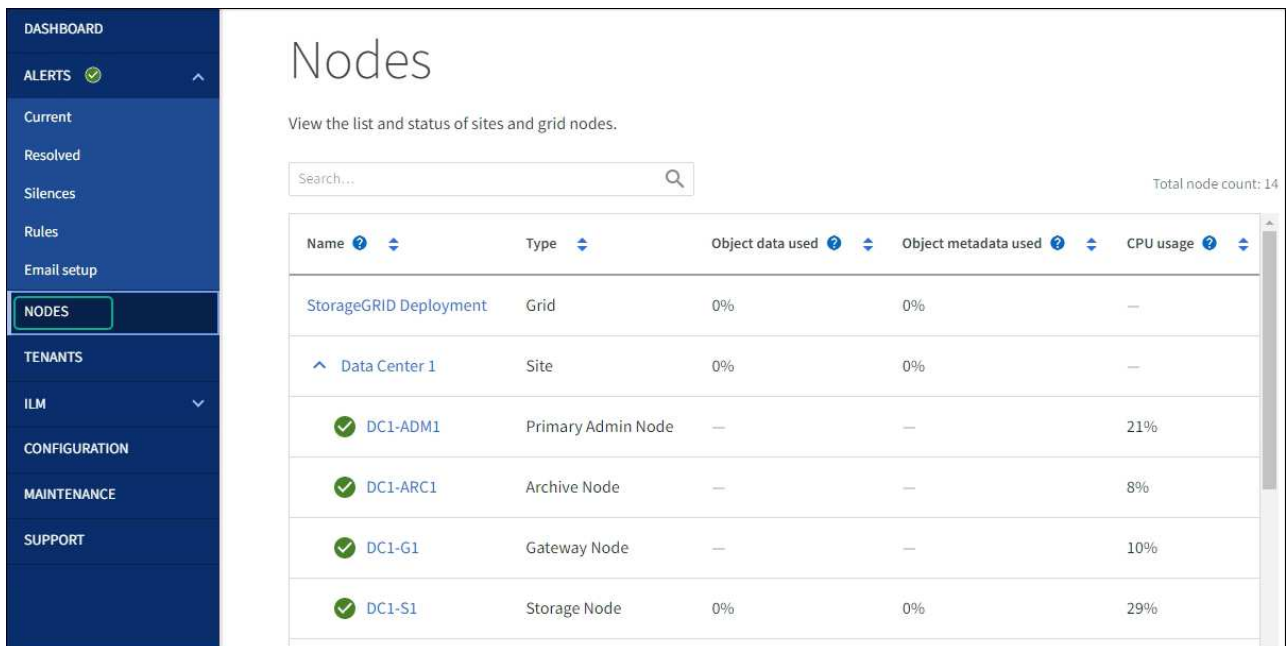 DASHBOARD
ALERTS
Current
Resolved
Silences
Rules
Email setup
NODES
TENANTS
ILM
CONFIGURATION
MAINTENANCE
SUPPORT
Nodes
View the list and status of sites and grid nodes.
Search...
Total node count: 14
Name ? Type Object data used ? Object metadata used ? CPU usage ?
StorageGRID Deployment Grid 0% 0% —
Data Center 1 Site 0% 0% —
DC1-ADM1 Primary Admin Node — — 21%
DC1-ARC1 Archive Node — — 8%
DC1-G1 Gateway Node — — 10%
DC1-S1 Storage Node 0% 0% 29%